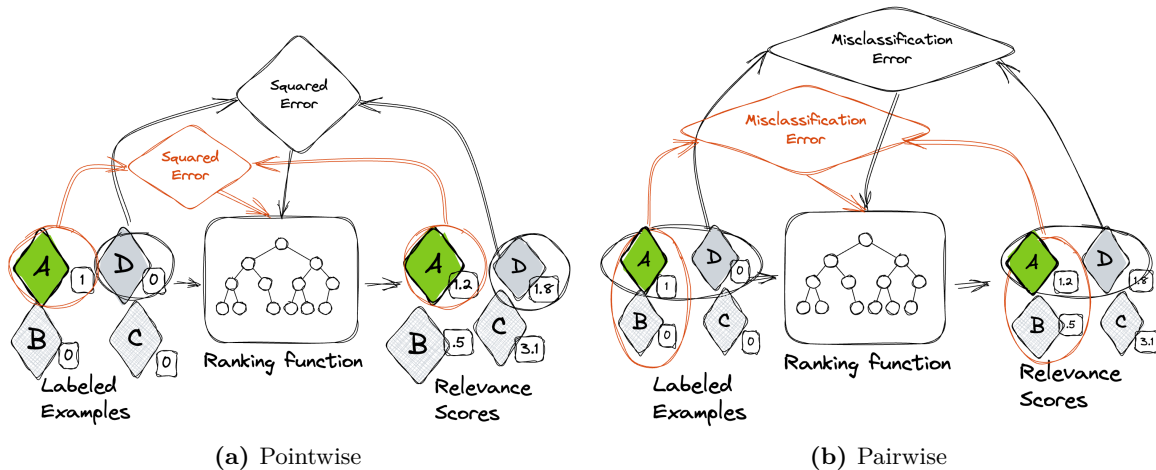 Squared
Error
Squared
Error
A
1
D
0
B
0
C
0
Labeled
Examples
Ranking function
A
1.2
D
1.8
B
.5
C
3.1
Relevance
Scores
(a) Pointwise
Misclassification
Error
Misclassification
Error
A
1
D
0
B
0
C
0
Labeled
Examples
Ranking function
A
1.2
D
1.8
B
.5
C
3.1
Relevance
Scores
(b) Pairwise